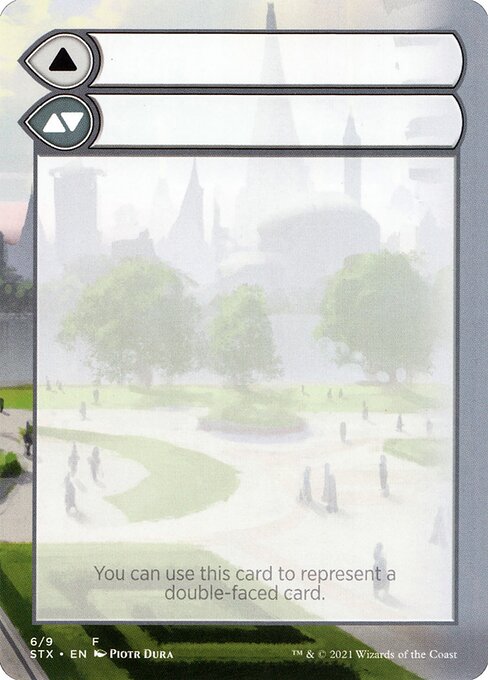 You can use this card to represent a
double-faced card.
6/9 F
STX • EN Piotr Dura ™ & © 2021 Wizards of the Coast